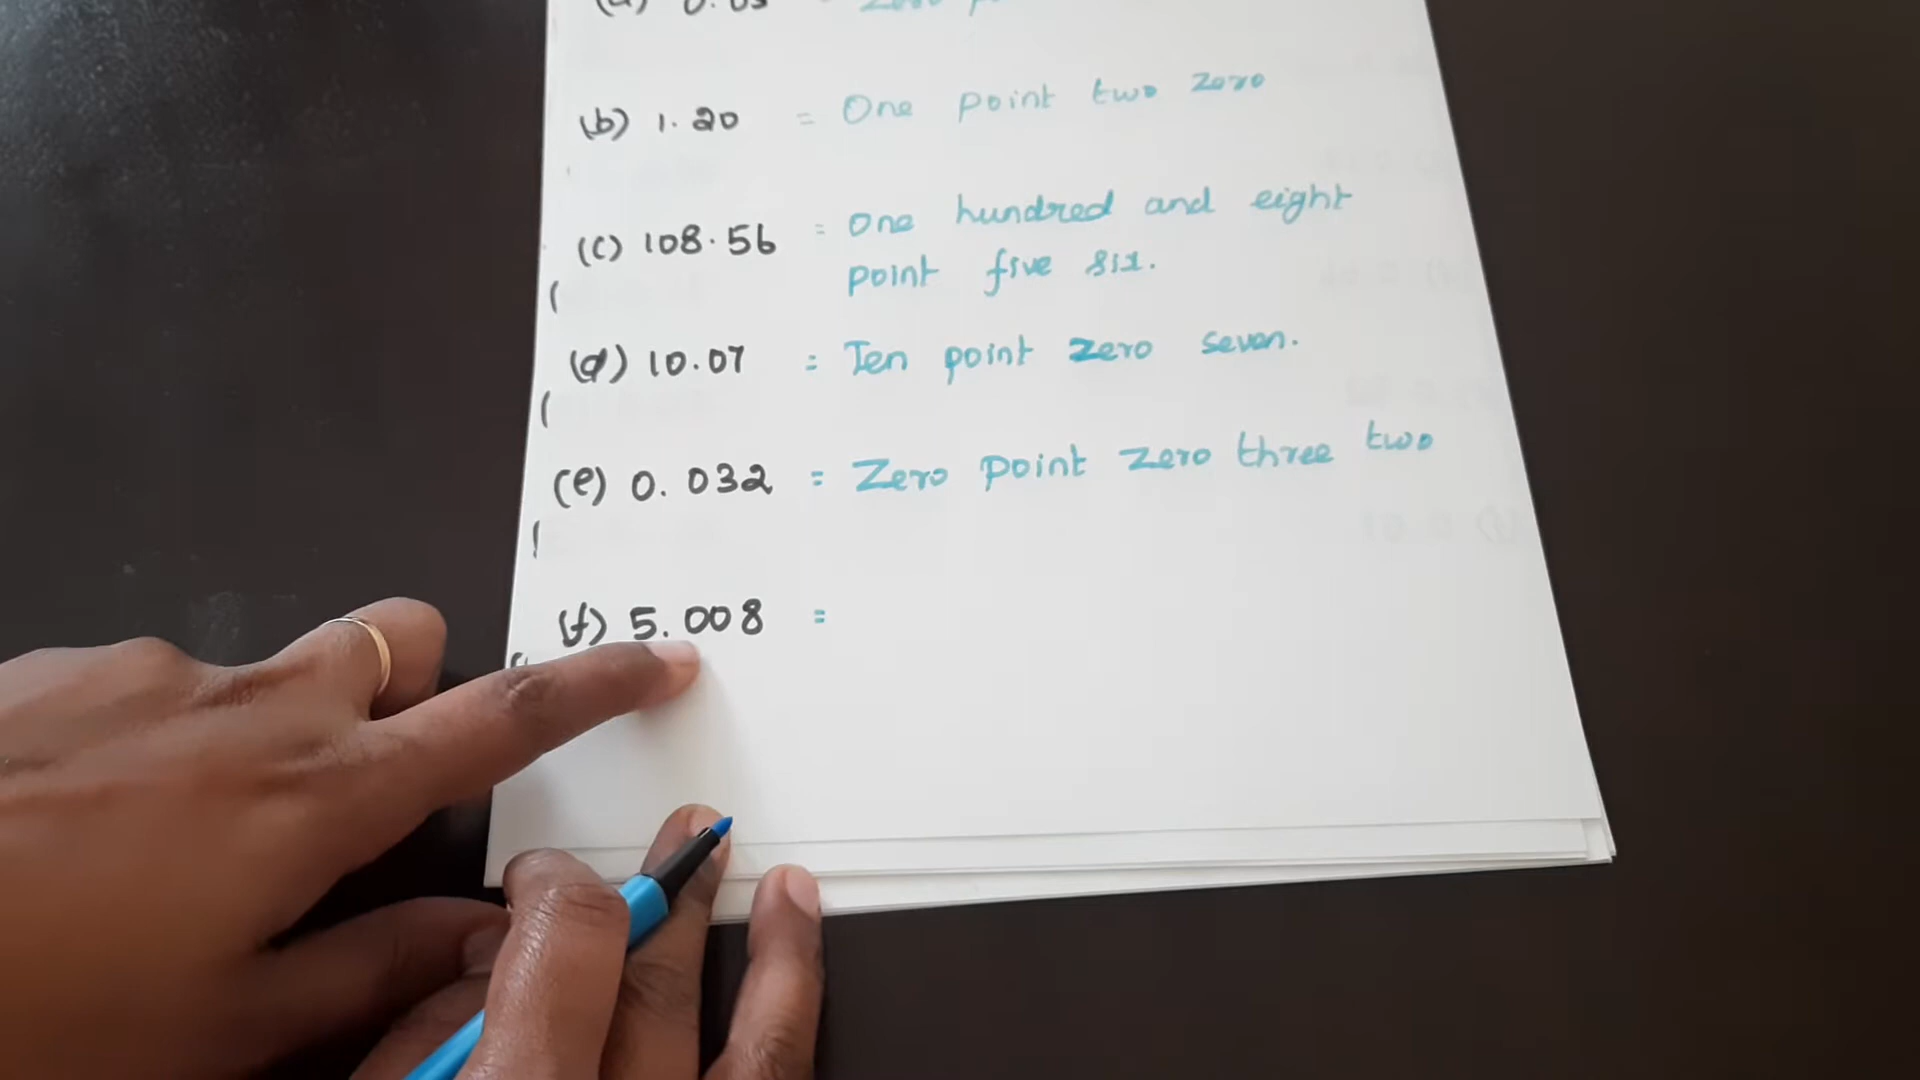 (b) 1.20 = One point two zero
(c) 108.56 = One hundred and eight
point five six.
(d) 10.07 = Ten point zero seven.
(e) 0.032 = Zero point zero three two
(f) 5.008 =